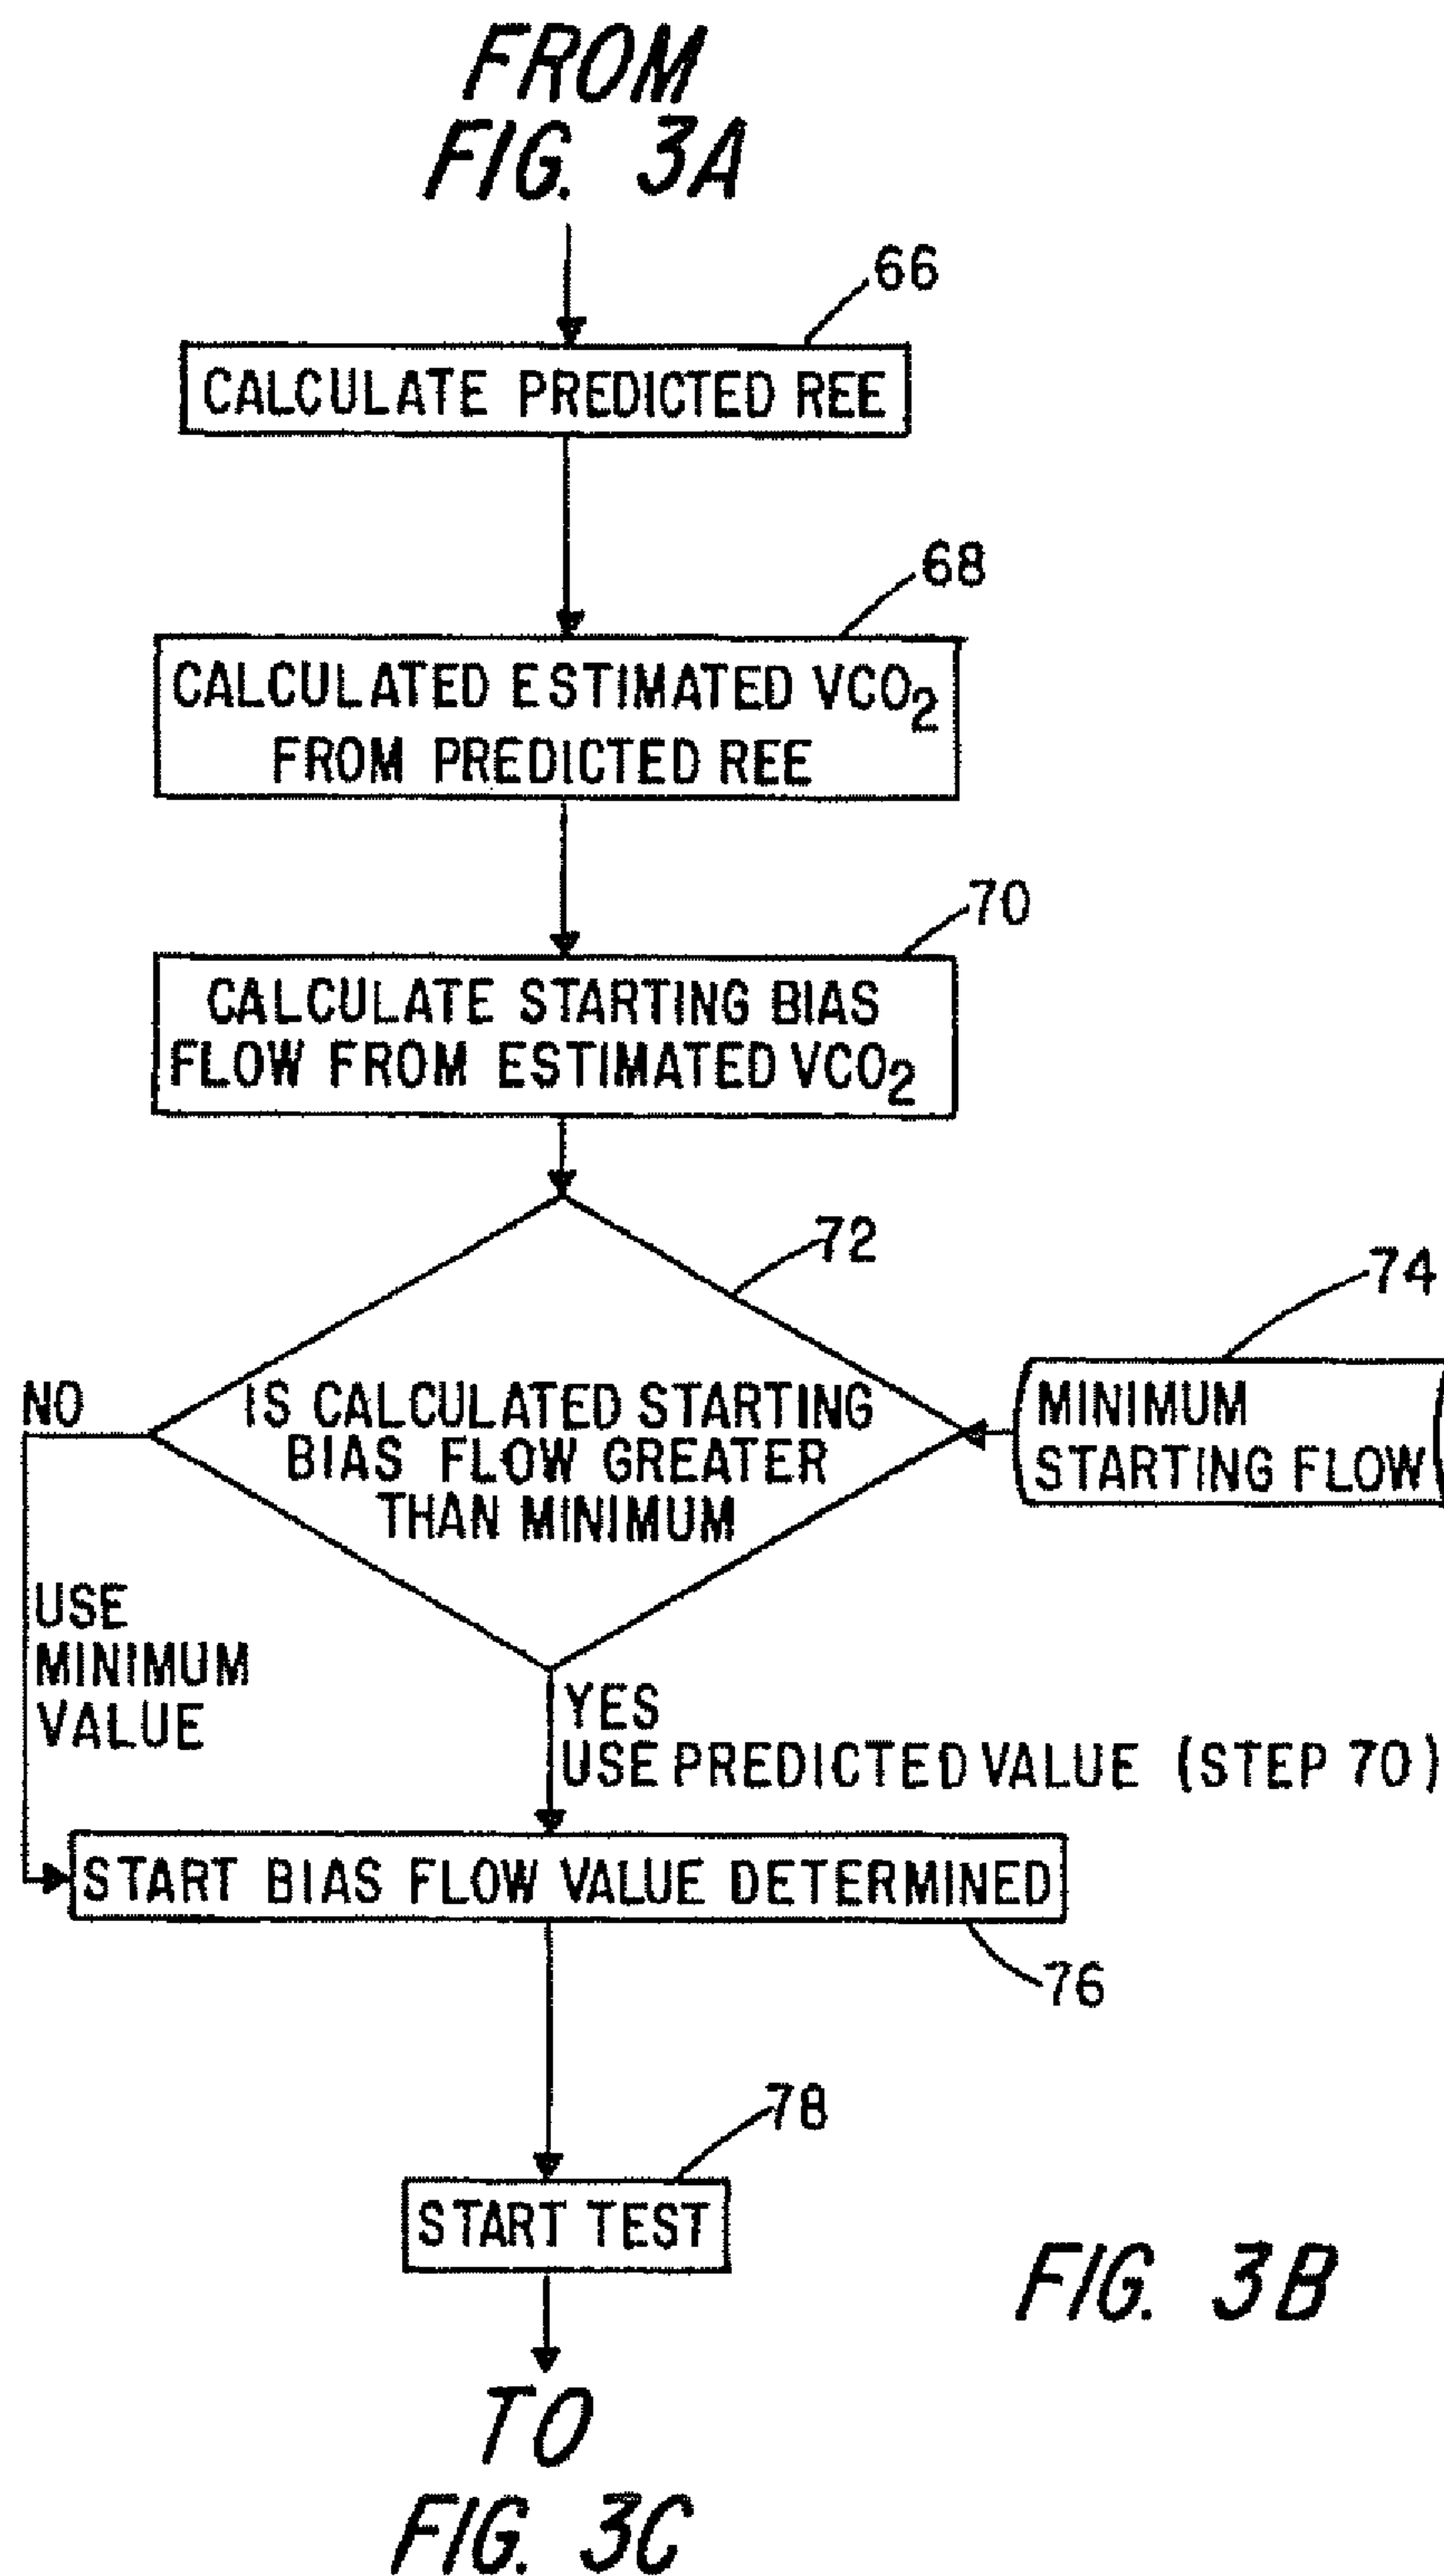 FROM
FIG. 3A
66
CALCULATE PREDICTED REE
68
CALCULATED ESTIMATED VCO₂
FROM PREDICTED REE
70
CALCULATE STARTING BIAS
FLOW FROM ESTIMATED VCO₂
72
74
NO
IS CALCULATED STARTING
BIAS FLOW GREATER
THAN MINIMUM
MINIMUM
STARTING FLOW
USE
MINIMUM
VALUE
YES
USE PREDICTED VALUE (STEP 70)
START BIAS FLOW VALUE DETERMINED
76
78
START TEST
FIG. 3B
TO
FIG. 3C